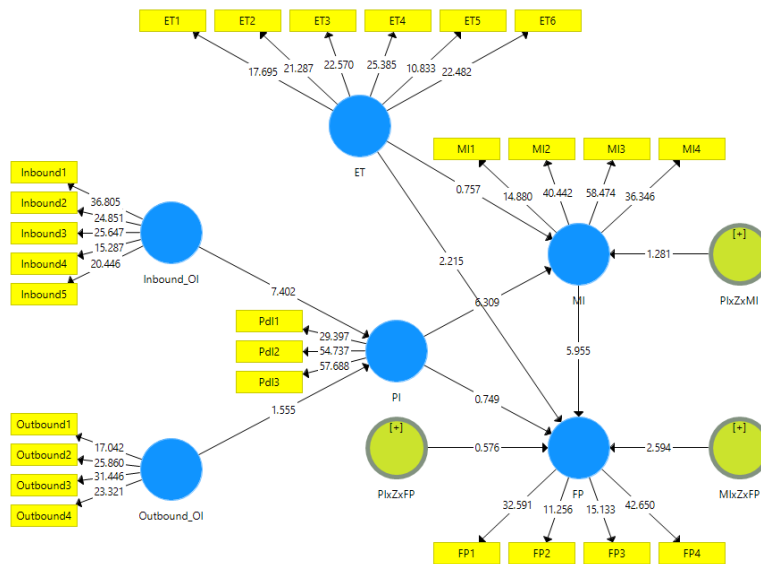 ET1 ET2 ET3 ET4 ET5 ET6
17.695 21.287 22.570 25.385 10.833 22.482
ET
MI1 MI2 MI3 MI4
14.880 40.442 58.474 36.346
Inbound1
Inbound2
Inbound3
Inbound4
Inbound5
36.805
24.851
25.647
15.287
20.446
Inbound_OI
0.757
2.215
[+]
1.281
MI
PIxZxMI
7.402
6.309
PdI1
PdI2
PdI3
29.397
54.737
57.688
PI
5.955
1.555
0.749
Outbound1
Outbound2
Outbound3
Outbound4
17.042
25.860
31.446
23.321
Outbound_OI
[+]
0.576
PIxZxFP
FP
[+]
2.594
MIxZxFP
32.591 11.256 15.133 42.650
FP1 FP2 FP3 FP4